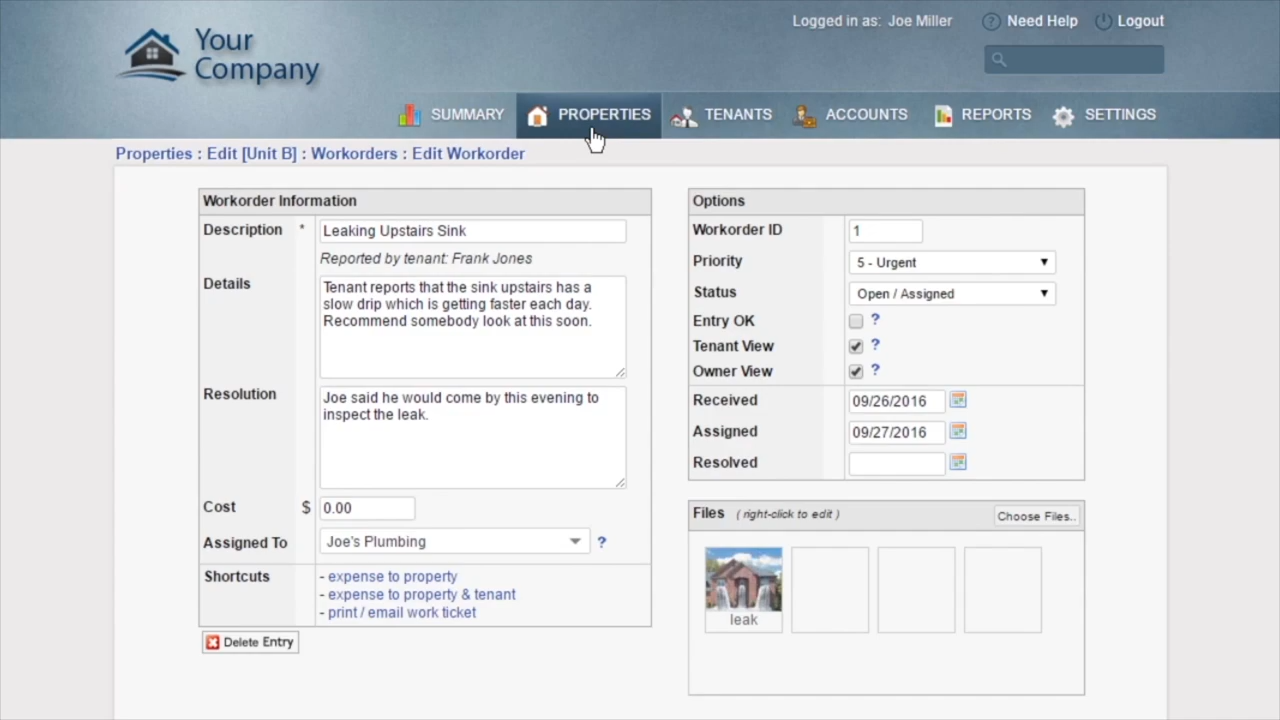 Your
Company
Logged in as: Joe Miller
? Need Help
Logout
SUMMARY
PROPERTIES
TENANTS
ACCOUNTS
REPORTS
SETTINGS
Properties : Edit [Unit B] : Workorders : Edit Workorder
Workorder Information
Description * Leaking Upstairs Sink
Reported by tenant: Frank Jones
Details
Tenant reports that the sink upstairs has a
slow drip which is getting faster each day.
Recommend somebody look at this soon.
Resolution
Joe said he would come by this evening to
inspect the leak.
Cost $ 0.00
Assigned To Joe's Plumbing ?
Shortcuts
- expense to property
- expense to property & tenant
- print / email work ticket
Delete Entry
Options
Workorder ID 1
Priority 5 - Urgent
Status Open / Assigned
Entry OK ?
Tenant View ?
Owner View ?
Received 09/26/2016
Assigned 09/27/2016
Resolved
Files ( right-click to edit ) Choose Files..
leak